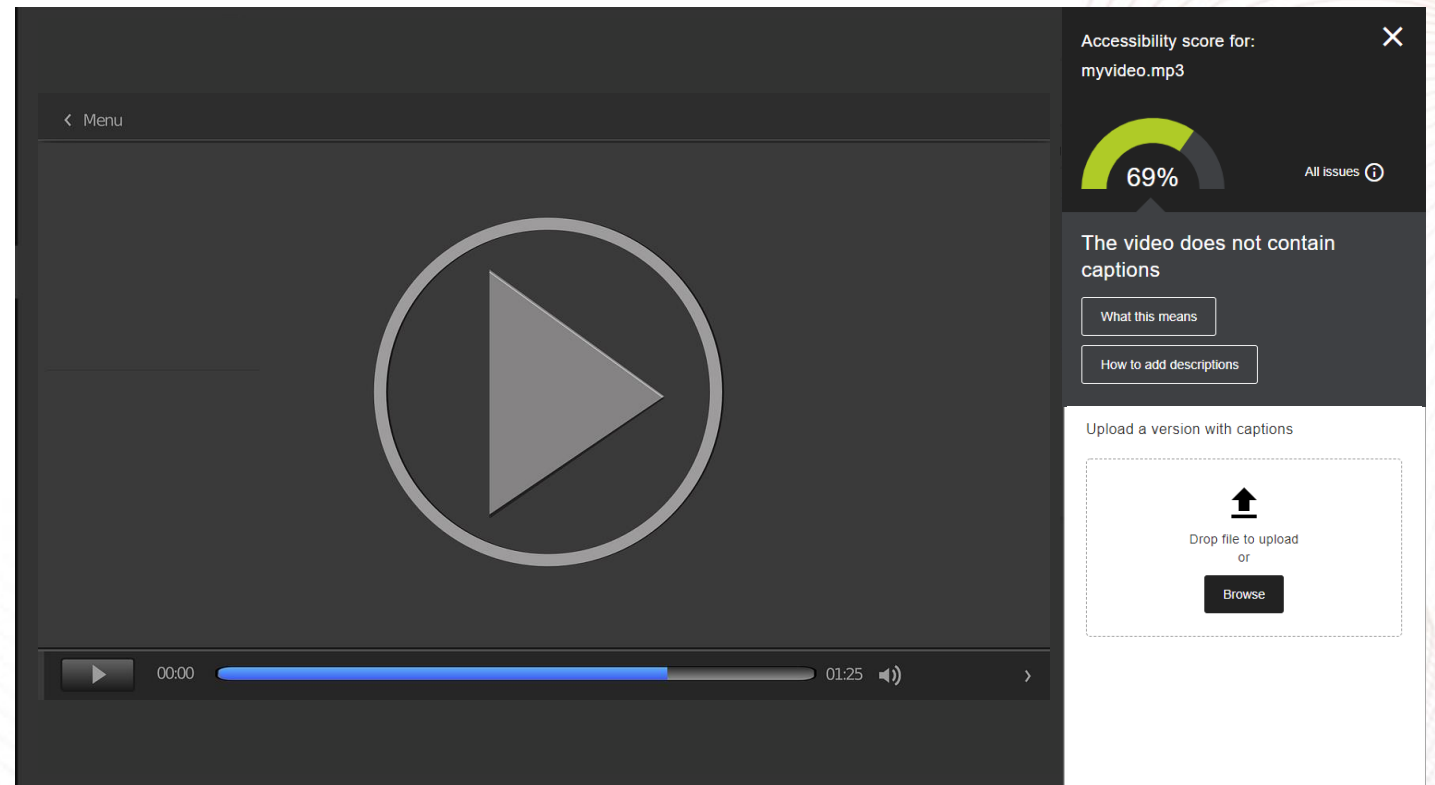 Menu
00:00
01:25
Accessibility score for:
myvideo.mp3
69%
All issues
The video does not contain
captions
What this means
How to add descriptions
Upload a version with captions
Drop file to upload
or
Browse